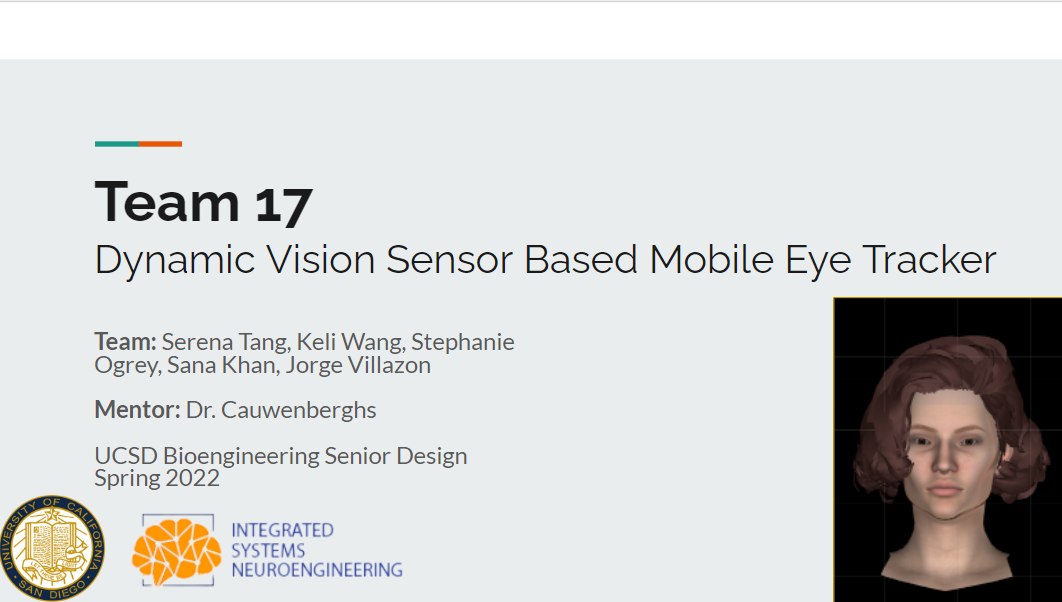 Team 17
Dynamic Vision Sensor Based Mobile Eye Tracker
Team: Serena Tang, Keli Wang, Stephanie
Ogrey, Sana Khan, Jorge Villazon
Mentor: Dr. Cauwenberghs
UCSD Bioengineering Senior Design
Spring 2022
UNIVERSITY OF CALIFORNIA
SAN DIEGO
INTEGRATED
SYSTEMS
NEUROENGINEERING